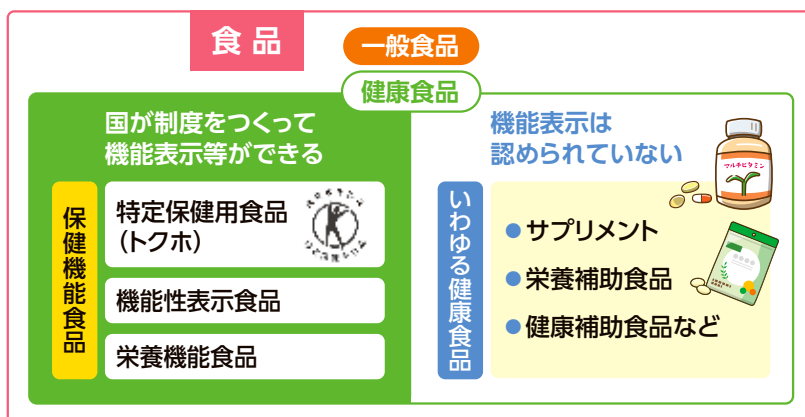 食品
一般食品
健康食品
国が制度をつくって
機能表示等ができる
保健機能食品
特定保健用食品
（トクホ）
機能性表示食品
栄養機能食品
機能表示は
認められていない
マルチビタミン
いわゆる健康食品
●サプリメント
●栄養補助食品
●健康補助食品など